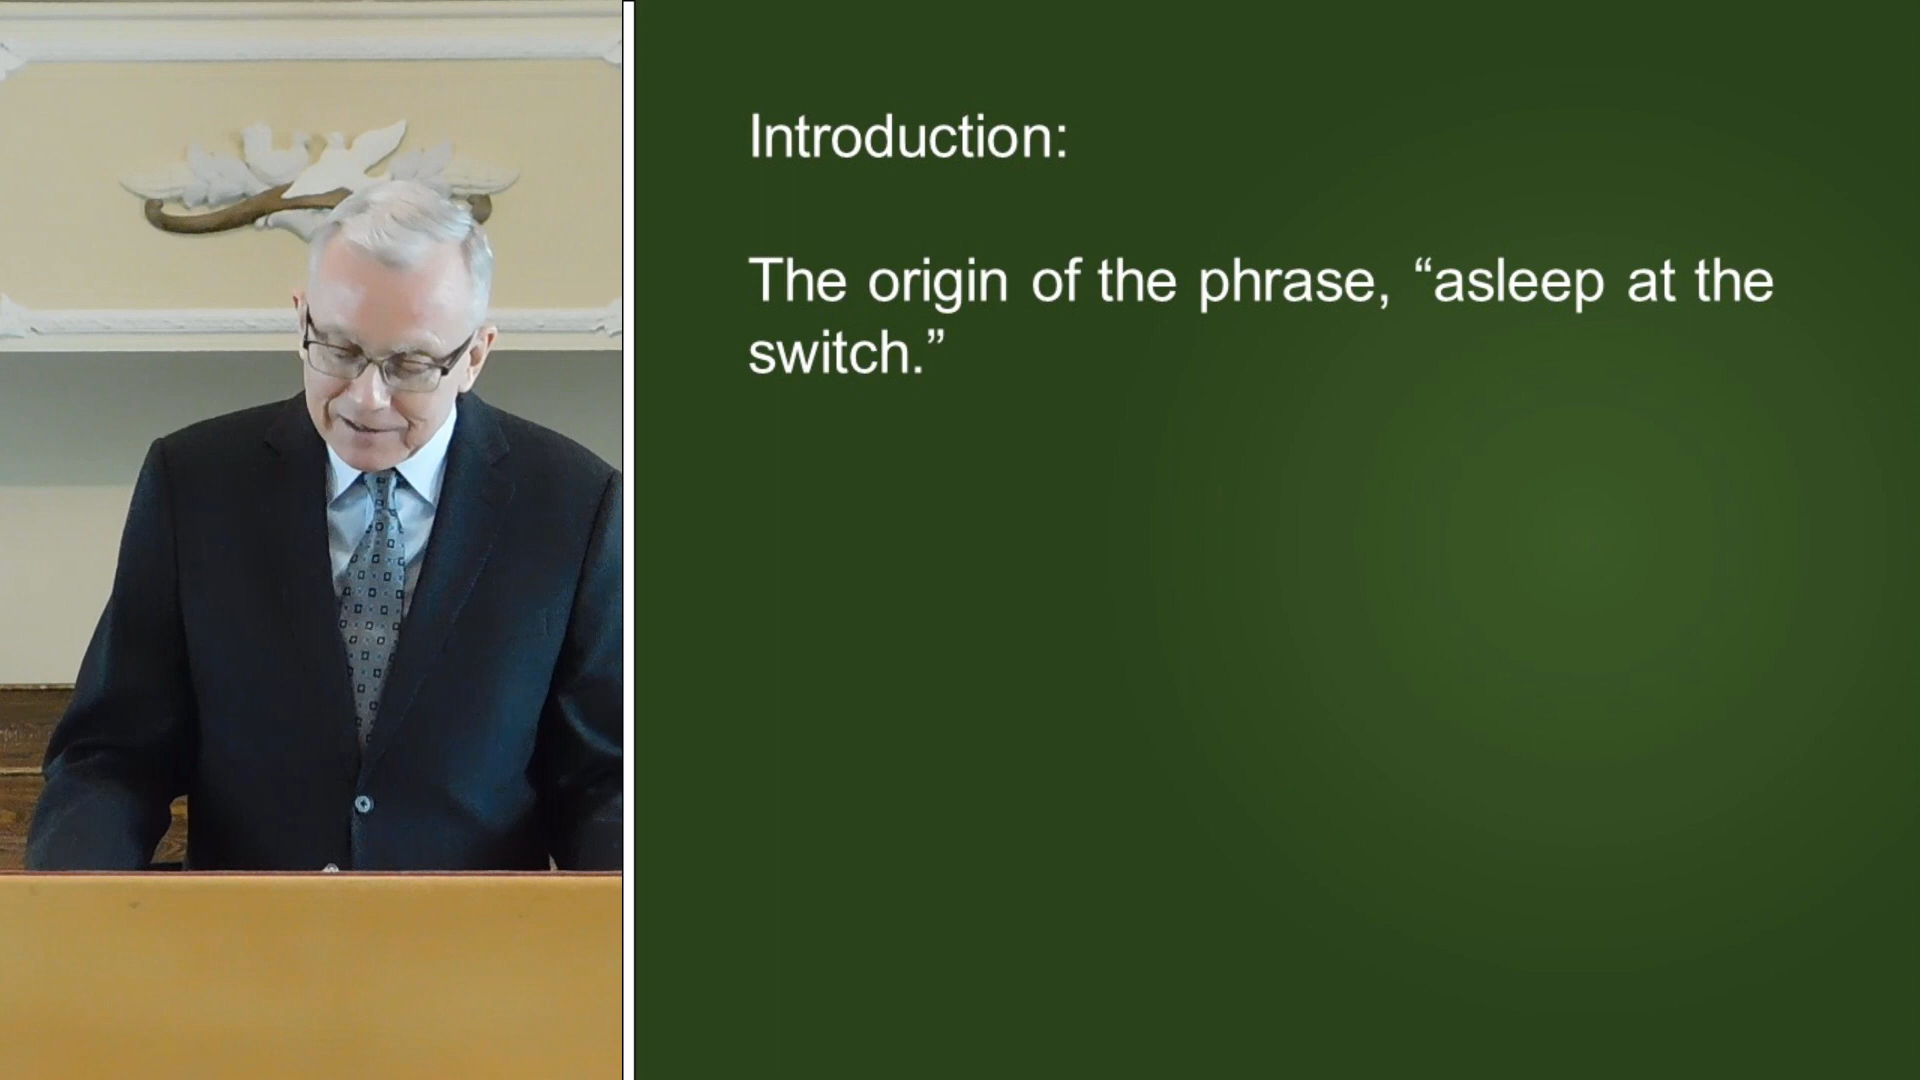 Introduction:
The origin of the phrase, “asleep at the
switch.”